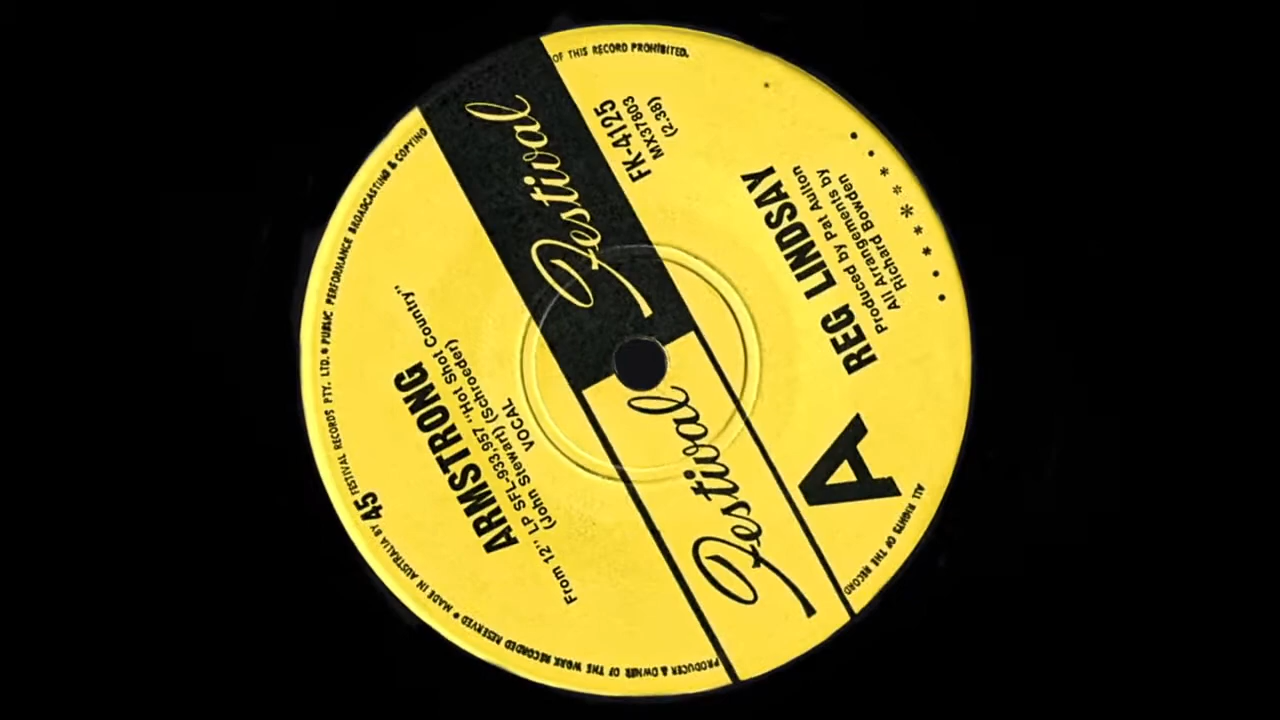 ALL RIGHTS OF THE RECORD
PRODUCER & OWNER OF THE WORK RECORDED RESERVED • MADE IN AUSTRALIA BY 45 FESTIVAL RECORDS PTY. LTD. • PUBLIC PERFORMANCE BROADCASTING & COPYING
OF THIS RECORD PROHIBITED.
ARMSTRONG
From 12" LP SFL-933,957 "Hot Shot Country"
(John Stewart) (Schroeder)
VOCAL
Festival
Festival
FK-4125
MX37803
(2.38)
A
REG LINDSAY
Produced by Pat Aulton
All Arrangements by
Richard Bowden